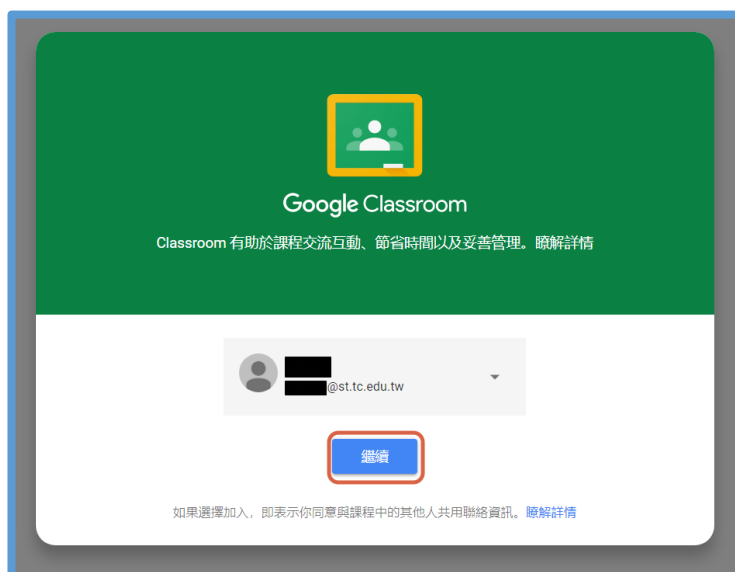 Google Classroom
Classroom 有助於課程交流互動、節省時間以及妥善管理。瞭解詳情
@st.tc.edu.tw
繼續
如果選擇加入，即表示你同意與課程中的其他人共用聯絡資訊。瞭解詳情